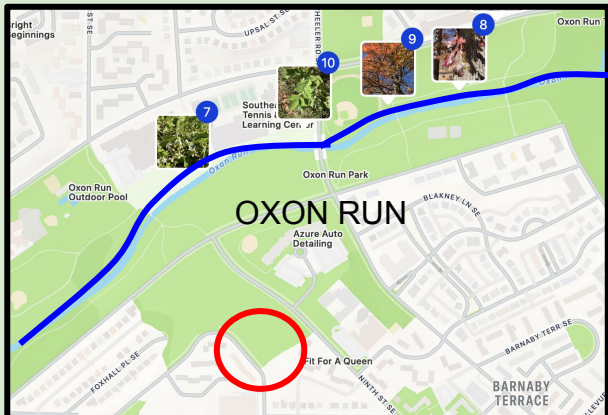 Bright
Beginnings
UPSAL ST SE
WHEELER RD
8
Oxon Run
9
10
7
Southeast
Tennis &
Learning Center
Oxon Run
Oxon Run
Outdoor Pool
Oxon Run Park
OXON RUN
BLAKNEY LN SE
Azure Auto
Detailing
Fit For A Queen
FOXHALL PL SE
NINTH ST SE
BARNABY TERR SE
BARNABY
TERRACE